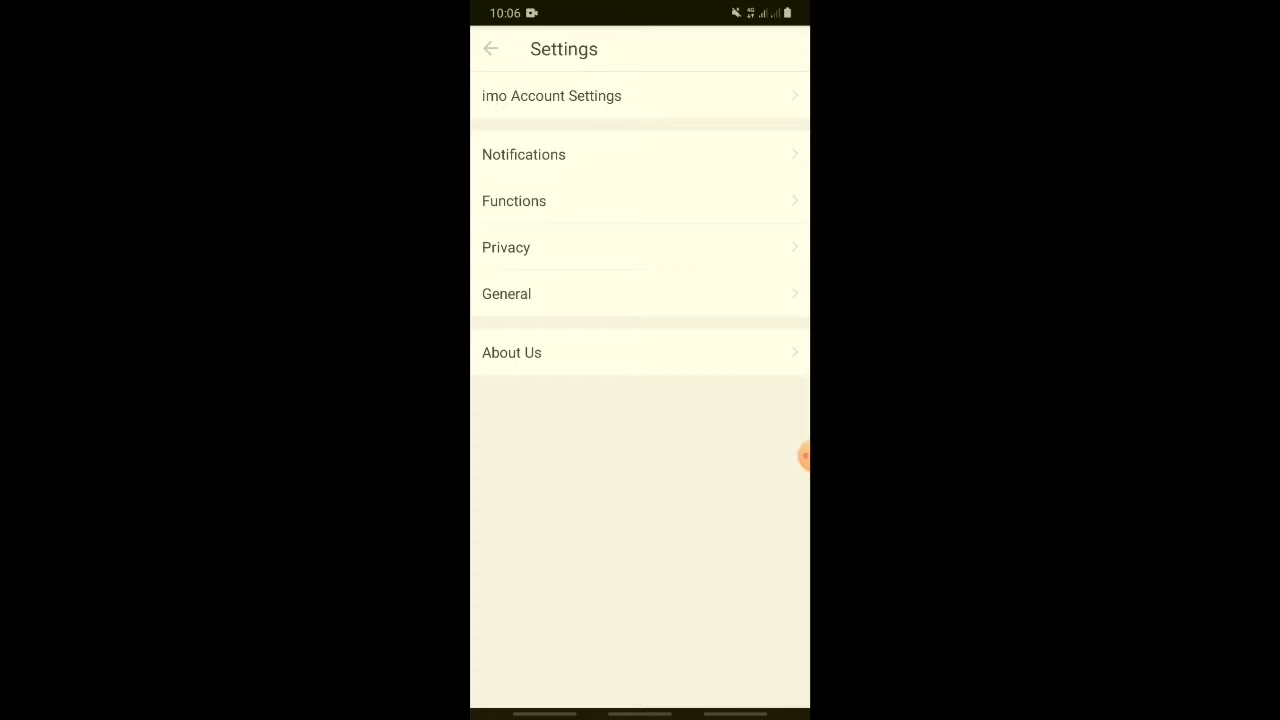 10:06
Settings
imo Account Settings
Notifications
Functions
Privacy
General
About Us